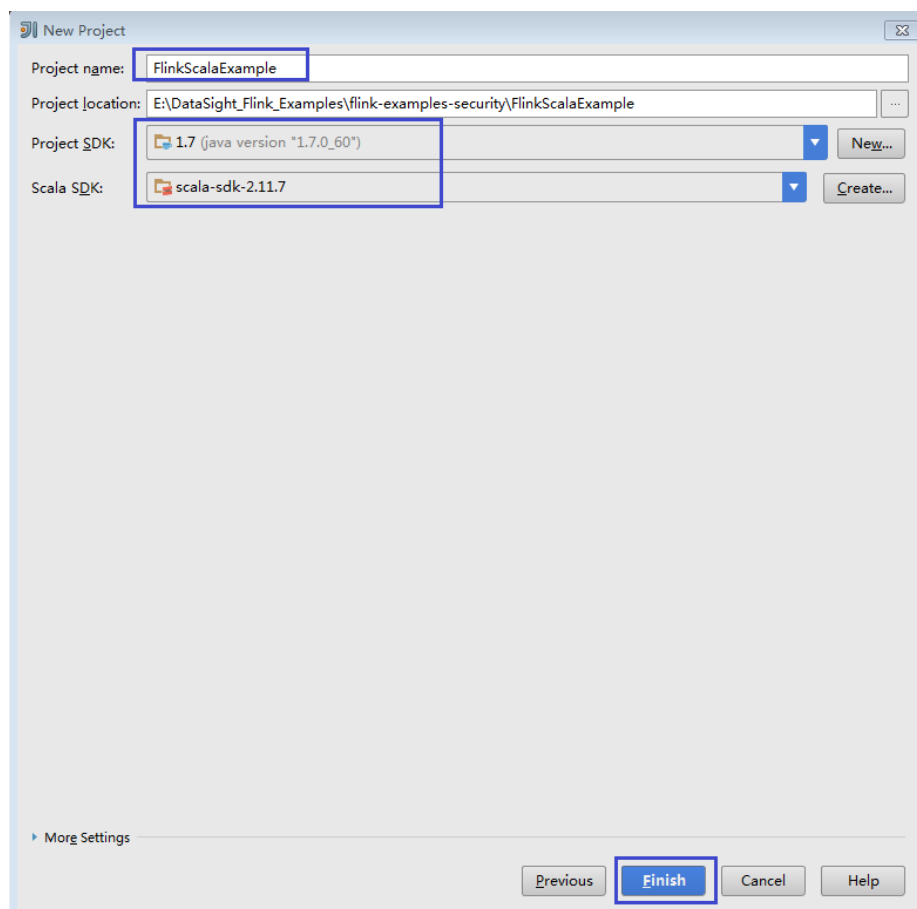 New Project
Project name: FlinkScalaExample
Project location: E:\DataSight_Flink_Examples\flink-examples-security\FlinkScalaExample ...
Project SDK: 1.7 (java version "1.7.0_60") New...
Scala SDK: scala-sdk-2.11.7 Create...
More Settings
Previous Finish Cancel Help